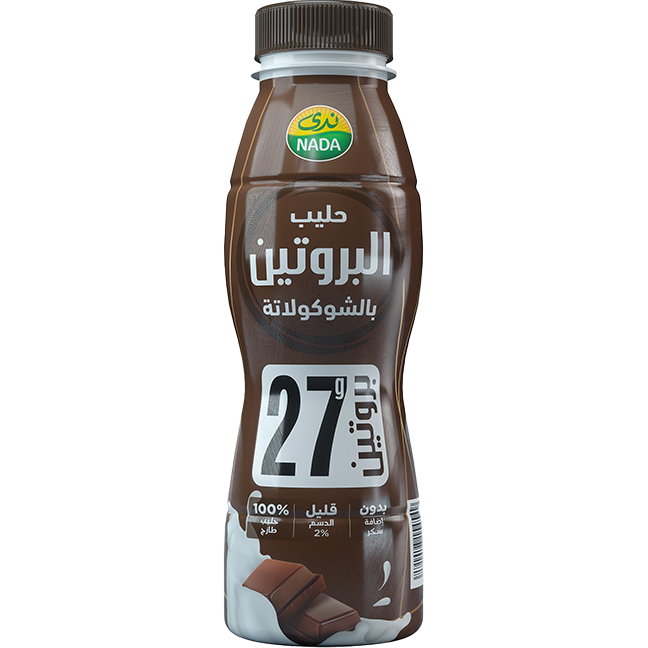 ندى
NADA
حليب
البروتين
بالشوكولاتة
27g
بروتين
بدون
إضافة
سكر
قليل
الدسم
2%
100%
حليب
طازج